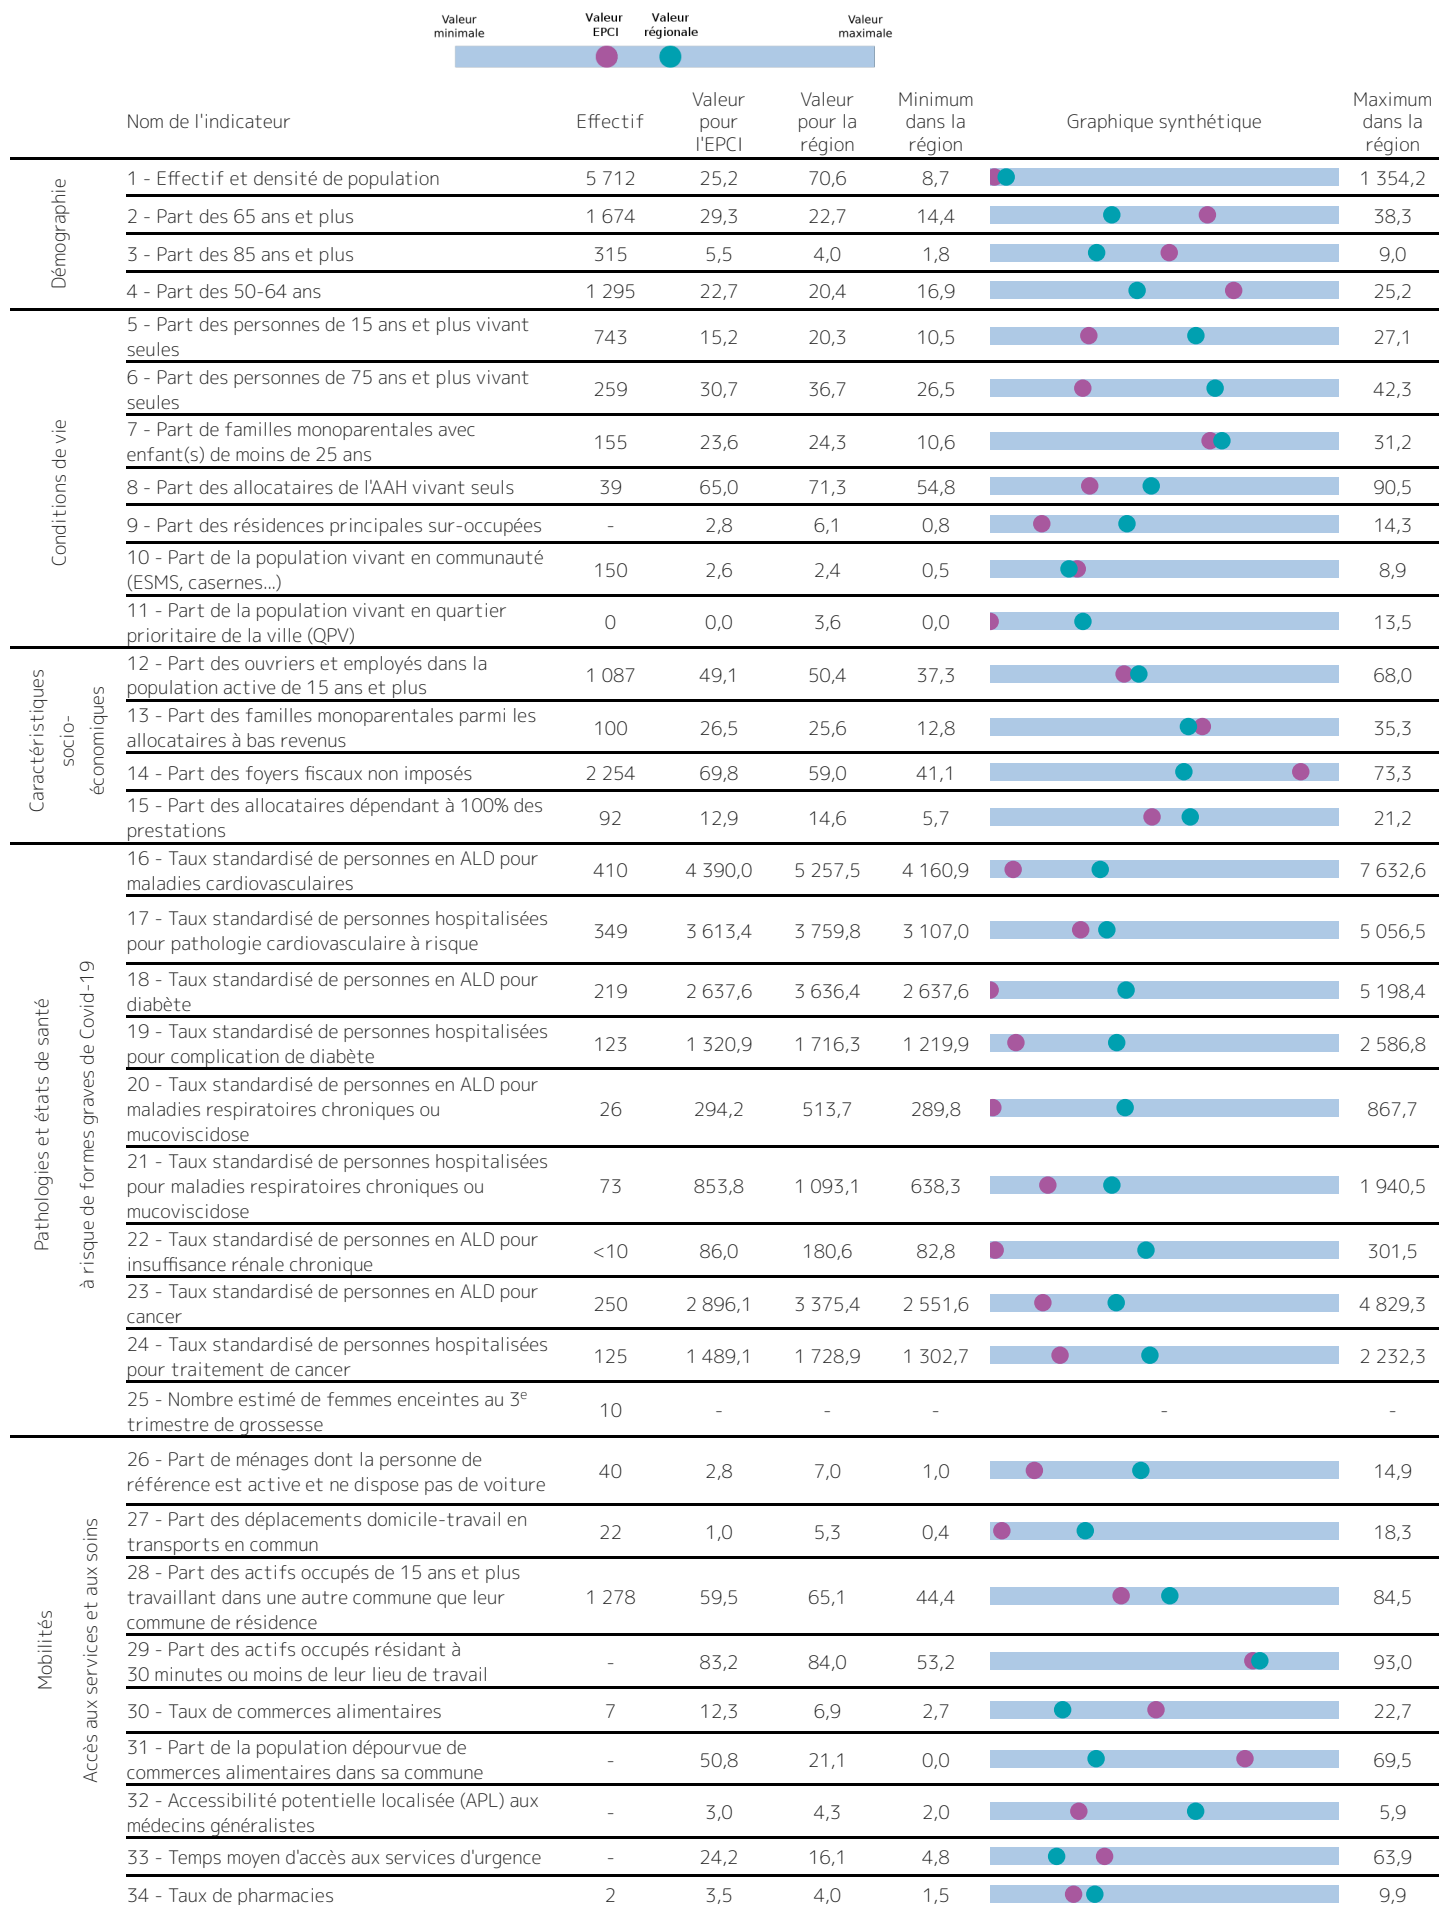 Valeur minimale
Valeur EPCI
Valeur régionale
Valeur maximale
Nom de l'indicateur
Effectif
Valeur pour l'EPCI
Valeur pour la région
Minimum dans la région
Graphique synthétique
Maximum dans la région
Démographie
1 - Effectif et densité de population 5 712 25,2 70,6 8,7 1 354,2
2 - Part des 65 ans et plus 1 674 29,3 22,7 14,4 38,3
3 - Part des 85 ans et plus 315 5,5 4,0 1,8 9,0
4 - Part des 50-64 ans 1 295 22,7 20,4 16,9 25,2
Conditions de vie
5 - Part des personnes de 15 ans et plus vivant
seules 743 15,2 20,3 10,5 27,1
6 - Part des personnes de 75 ans et plus vivant
seules 259 30,7 36,7 26,5 42,3
7 - Part de familles monoparentales avec
enfant(s) de moins de 25 ans 155 23,6 24,3 10,6 31,2
8 - Part des allocataires de l'AAH vivant seuls 39 65,0 71,3 54,8 90,5
9 - Part des résidences principales sur-occupées - 2,8 6,1 0,8 14,3
10 - Part de la population vivant en communauté
(ESMS, casernes...) 150 2,6 2,4 0,5 8,9
11 - Part de la population vivant en quartier
prioritaire de la ville (QPV) 0 0,0 3,6 0,0 13,5
Caractéristiques
socio-
économiques
12 - Part des ouvriers et employés dans la
population active de 15 ans et plus 1 087 49,1 50,4 37,3 68,0
13 - Part des familles monoparentales parmi les
allocataires à bas revenus 100 26,5 25,6 12,8 35,3
14 - Part des foyers fiscaux non imposés 2 254 69,8 59,0 41,1 73,3
15 - Part des allocataires dépendant à 100% des
prestations 92 12,9 14,6 5,7 21,2
Pathologies et états de santé
à risque de formes graves de Covid-19
16 - Taux standardisé de personnes en ALD pour
maladies cardiovasculaires 410 4 390,0 5 257,5 4 160,9 7 632,6
17 - Taux standardisé de personnes hospitalisées
pour pathologie cardiovasculaire à risque 349 3 613,4 3 759,8 3 107,0 5 056,5
18 - Taux standardisé de personnes en ALD pour
diabète 219 2 637,6 3 636,4 2 637,6 5 198,4
19 - Taux standardisé de personnes hospitalisées
pour complication de diabète 123 1 320,9 1 716,3 1 219,9 2 586,8
20 - Taux standardisé de personnes en ALD pour
maladies respiratoires chroniques ou
mucoviscidose 26 294,2 513,7 289,8 867,7
21 - Taux standardisé de personnes hospitalisées
pour maladies respiratoires chroniques ou
mucoviscidose 73 853,8 1 093,1 638,3 1 940,5
22 - Taux standardisé de personnes en ALD pour
insuffisance rénale chronique <10 86,0 180,6 82,8 301,5
23 - Taux standardisé de personnes en ALD pour
cancer 250 2 896,1 3 375,4 2 551,6 4 829,3
24 - Taux standardisé de personnes hospitalisées
pour traitement de cancer 125 1 489,1 1 728,9 1 302,7 2 232,3
25 - Nombre estimé de femmes enceintes au 3e
trimestre de grossesse 10 - - - - -
Mobilités
Accès aux services et aux soins
26 - Part de ménages dont la personne de
référence est active et ne dispose pas de voiture 40 2,8 7,0 1,0 14,9
27 - Part des déplacements domicile-travail en
transports en commun 22 1,0 5,3 0,4 18,3
28 - Part des actifs occupés de 15 ans et plus
travaillant dans une autre commune que leur
commune de résidence 1 278 59,5 65,1 44,4 84,5
29 - Part des actifs occupés résidant à
30 minutes ou moins de leur lieu de travail - 83,2 84,0 53,2 93,0
30 - Taux de commerces alimentaires 7 12,3 6,9 2,7 22,7
31 - Part de la population dépourvue de
commerces alimentaires dans sa commune - 50,8 21,1 0,0 69,5
32 - Accessibilité potentielle localisée (APL) aux
médecins généralistes - 3,0 4,3 2,0 5,9
33 - Temps moyen d'accès aux services d'urgence - 24,2 16,1 4,8 63,9
34 - Taux de pharmacies 2 3,5 4,0 1,5 9,9